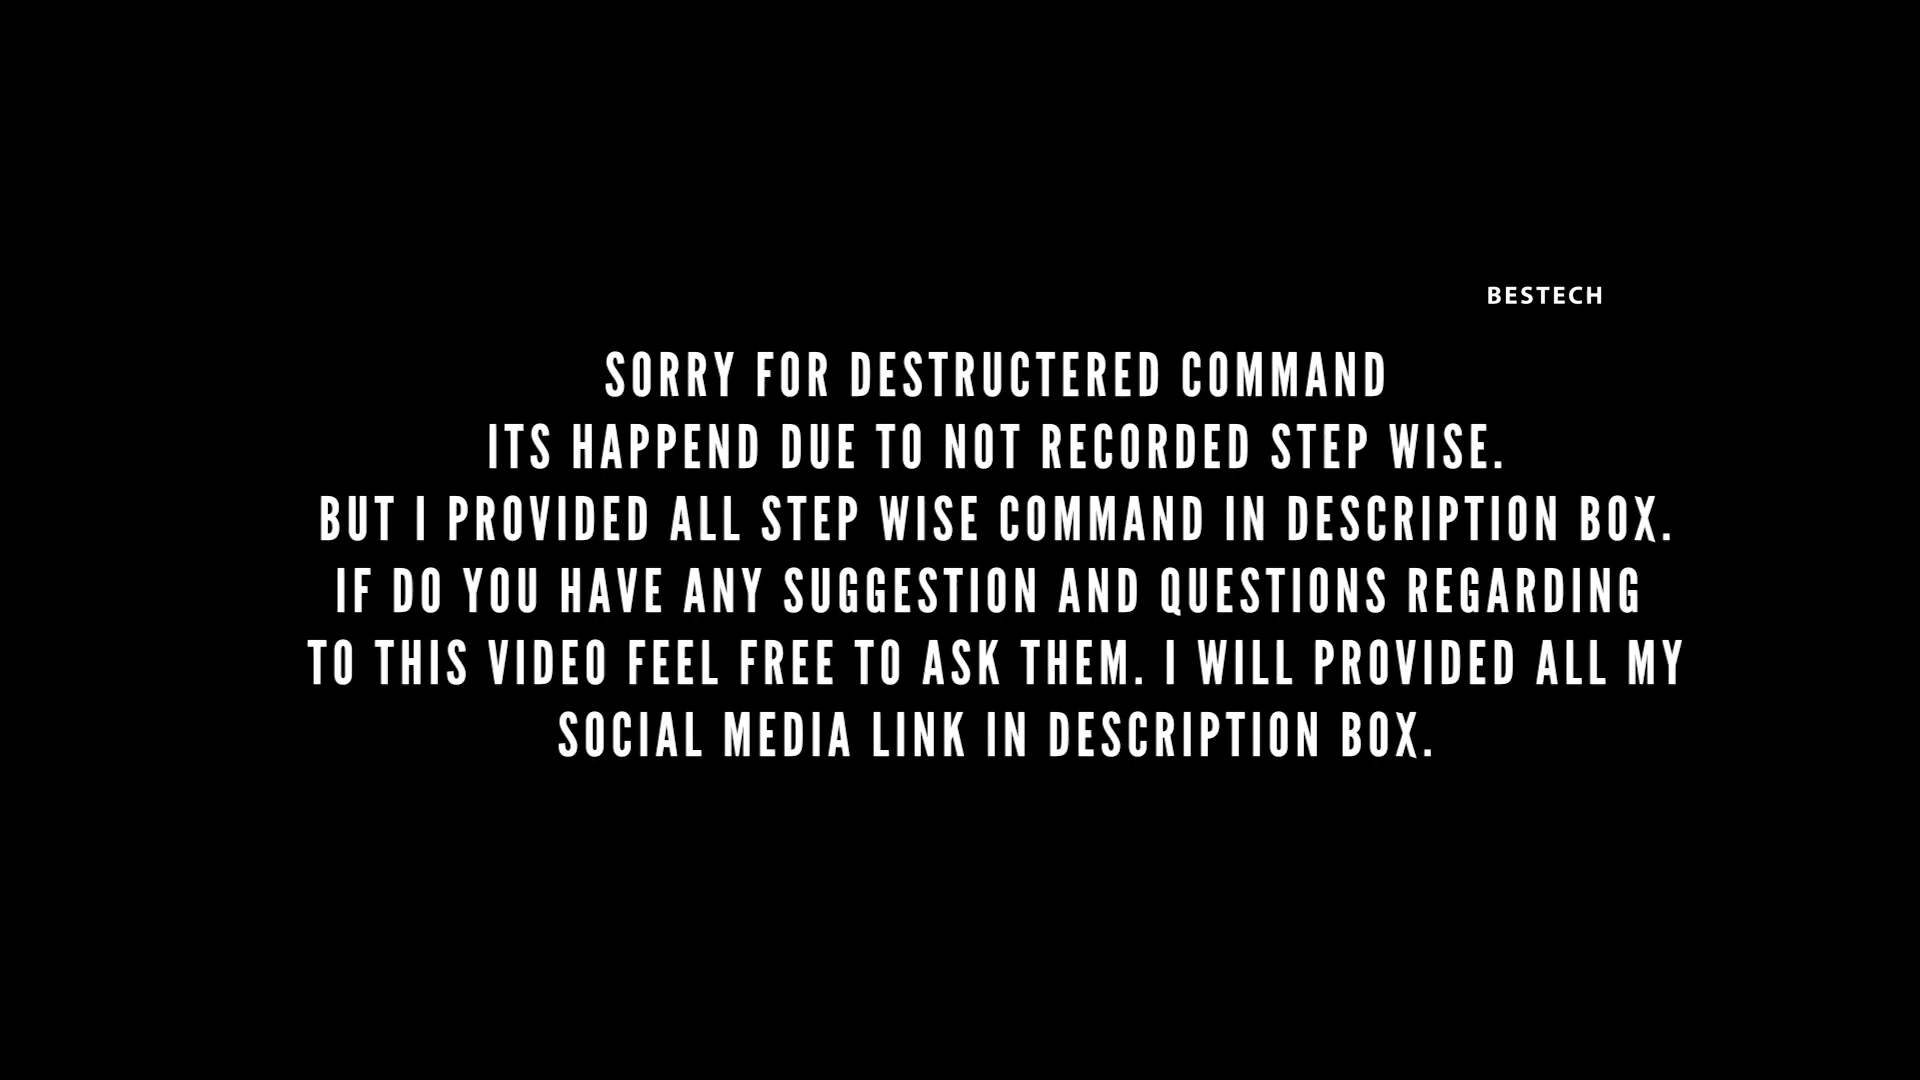 BESTECH
SORRY FOR DESTRUCTERED COMMAND
ITS HAPPEND DUE TO NOT RECORDED STEP WISE.
BUT I PROVIDED ALL STEP WISE COMMAND IN DESCRIPTION BOX.
IF DO YOU HAVE ANY SUGGESTION AND QUESTIONS REGARDING
TO THIS VIDEO FEEL FREE TO ASK THEM. I WILL PROVIDED ALL MY
SOCIAL MEDIA LINK IN DESCRIPTION BOX.